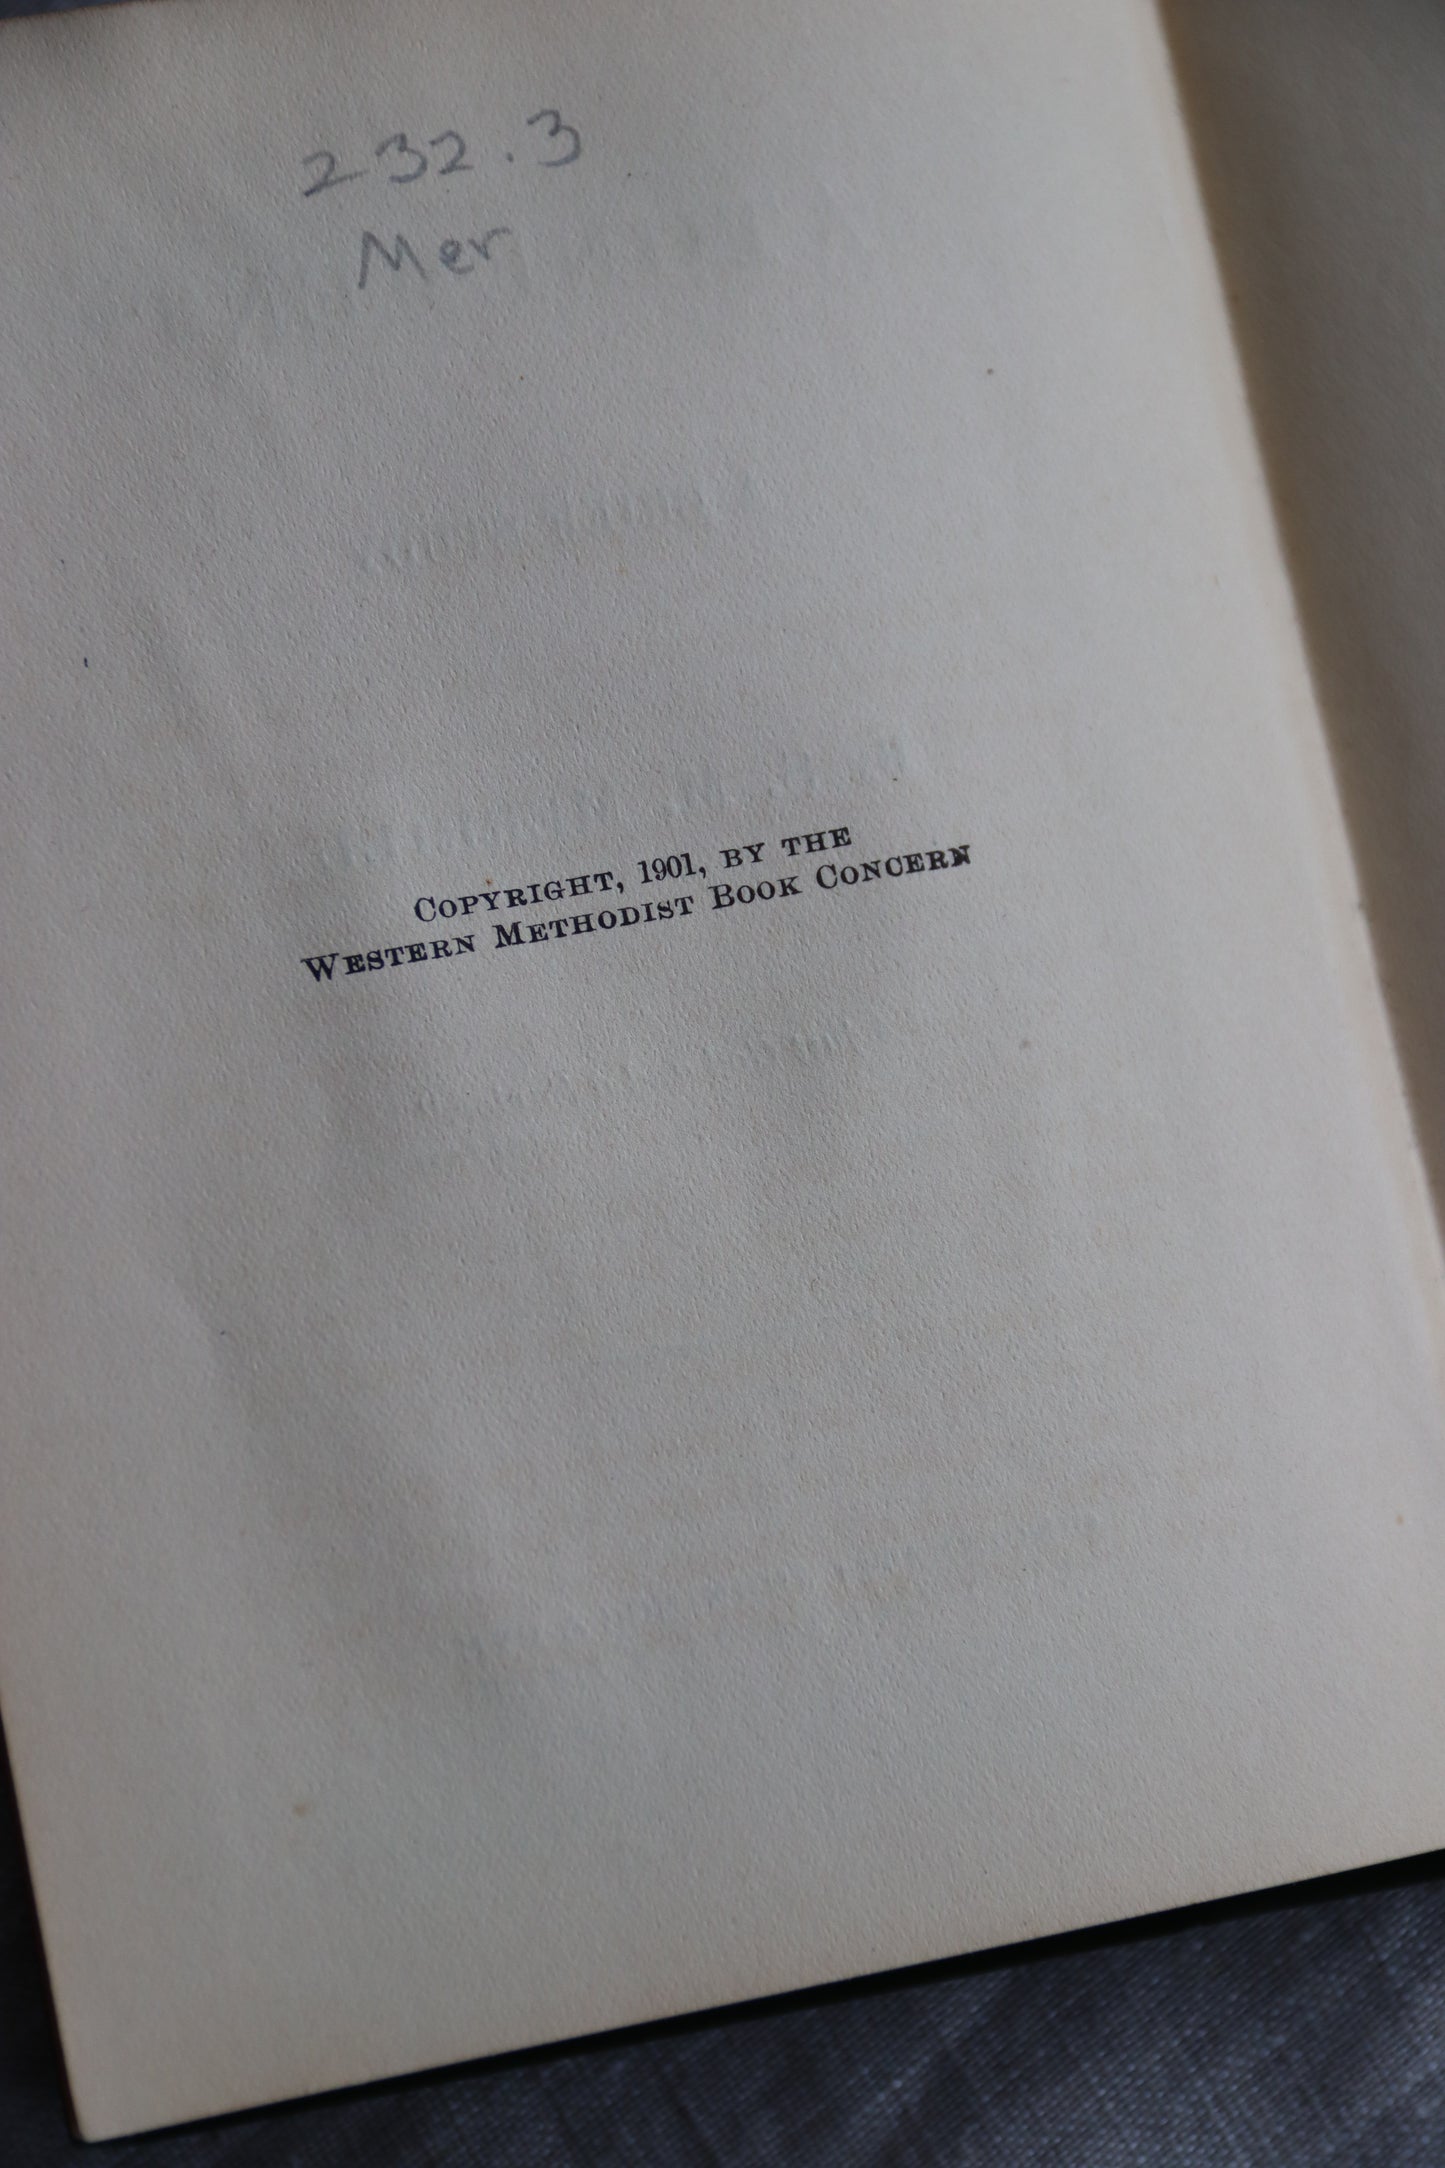 232.3
Mer
COPYRIGHT, 1901, BY THE
WESTERN METHODIST BOOK CONCERN